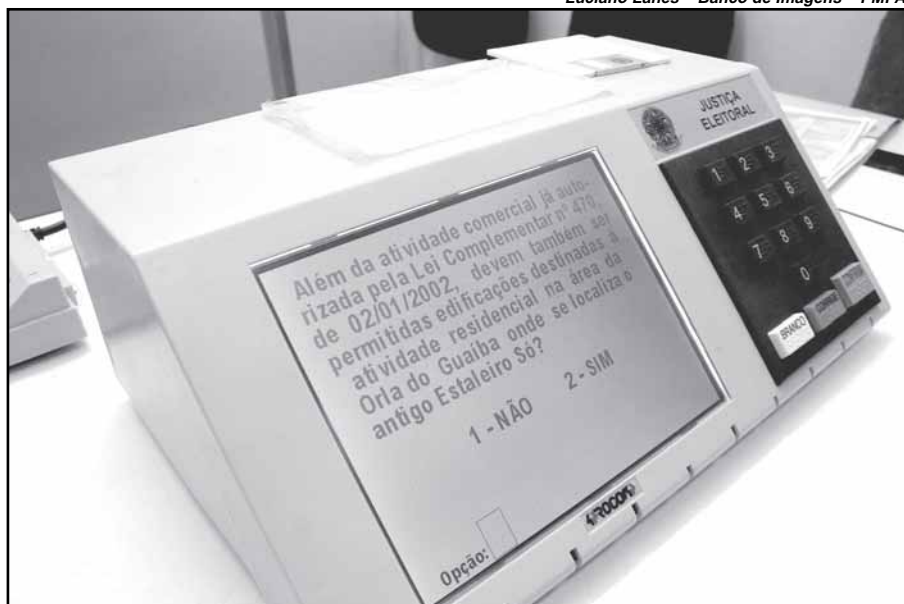 Luciano Lanes – Banco de Imagens – PMPA
JUSTIÇA
ELEITORAL
1 2 3
4 5 6
7 8 9
0
BRANCO CORRIGE CONFIRMA
Além da atividade comercial já auto-
rizada pela Lei Complementar nº 470,
de 02/01/2002, devem também ser
permitidas edificações destinadas à
atividade residencial na área da
Orla do Guaíba onde se localiza o
antigo Estaleiro Só?
1 - NÃO 2 - SIM
Opção:
PROCOMP